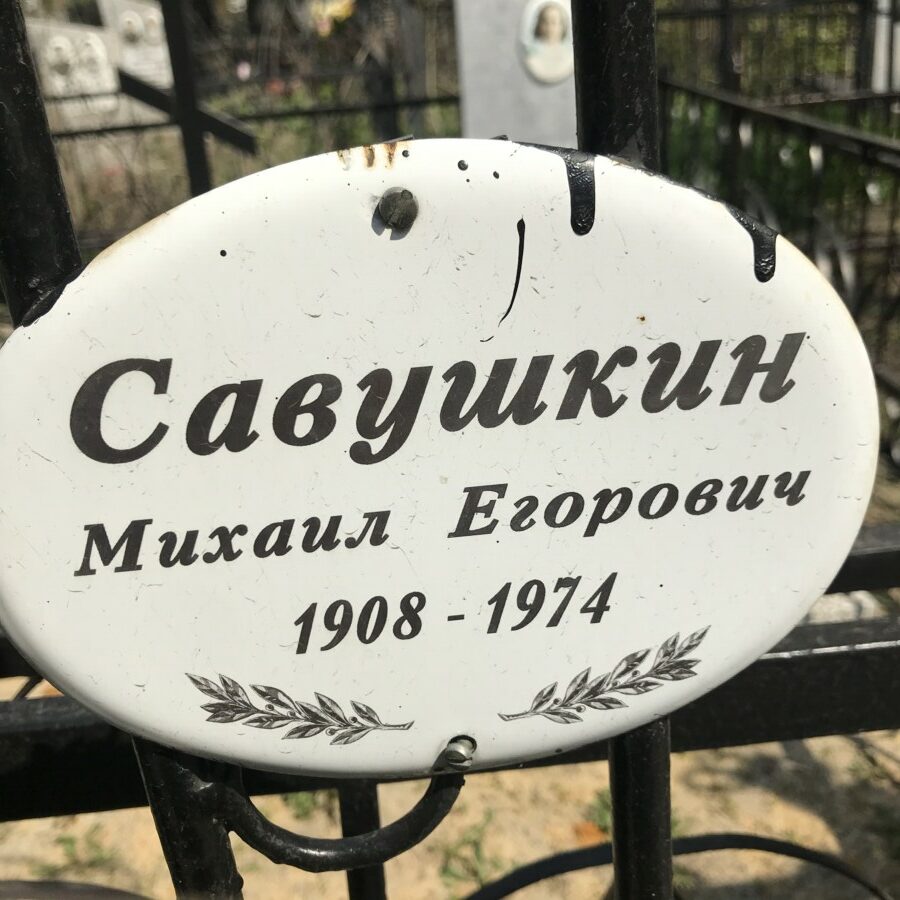 Савушкин
Михаил Егорович
1908 - 1974